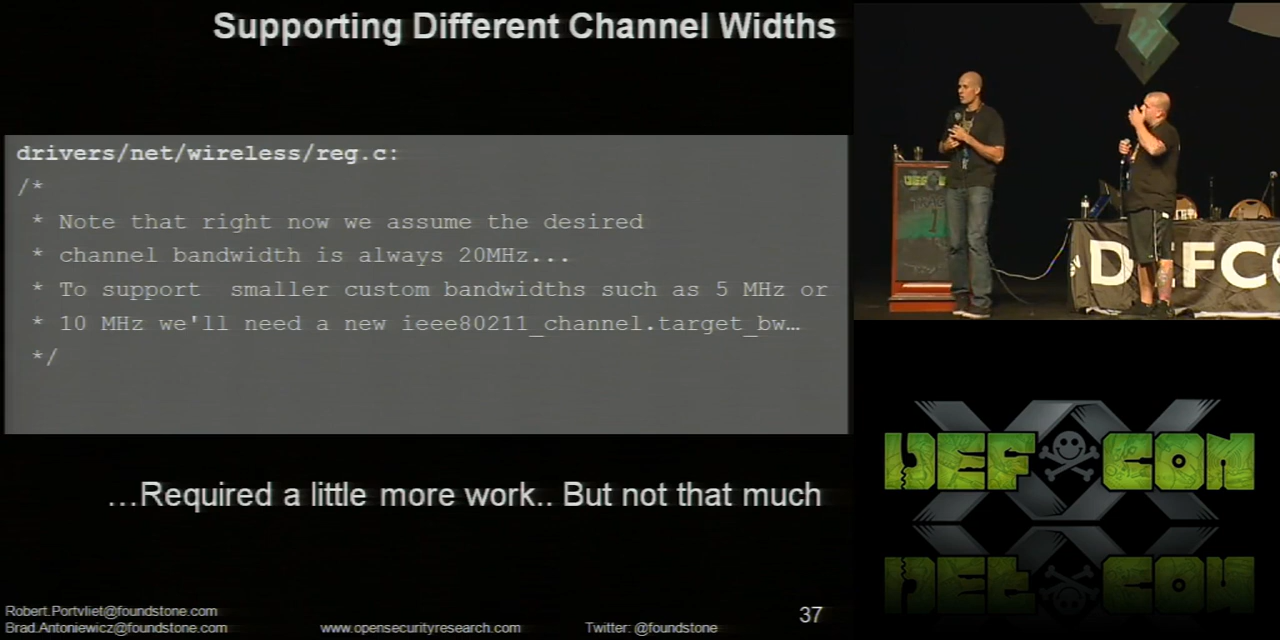 Supporting Different Channel Widths
drivers/net/wireless/reg.c:
/*
* Note that right now we assume the desired
* channel bandwidth is always 20MHz...
* To support  smaller custom bandwidths such as 5 MHz or
* 10 MHz we'll need a new ieee80211_channel.target_bw…
*/
…Required a little more work.. But not that much
Robert.Portvliet@foundstone.com
Brad.Antoniewicz@foundstone.com
www.opensecurityresearch.com
Twitter: @foundstone
37
DEFCON
DEF CON
XX